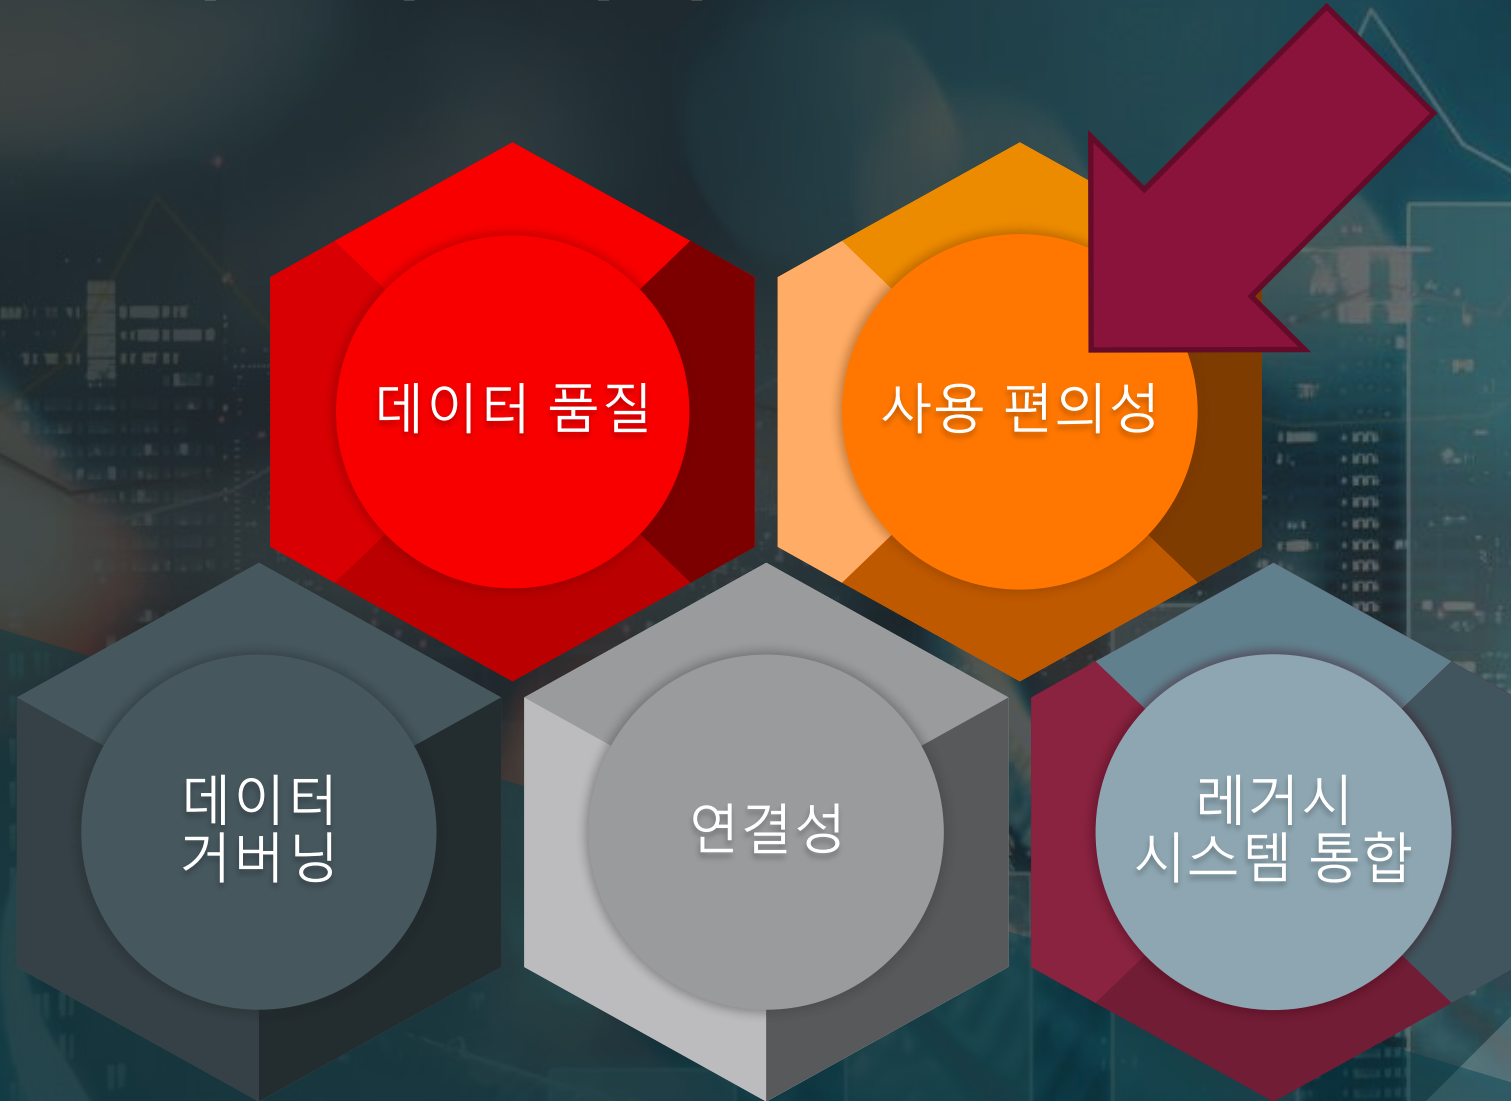 데이터 품질
사용 편의성
데이터
거버닝
연결성
레거시
시스템 통합